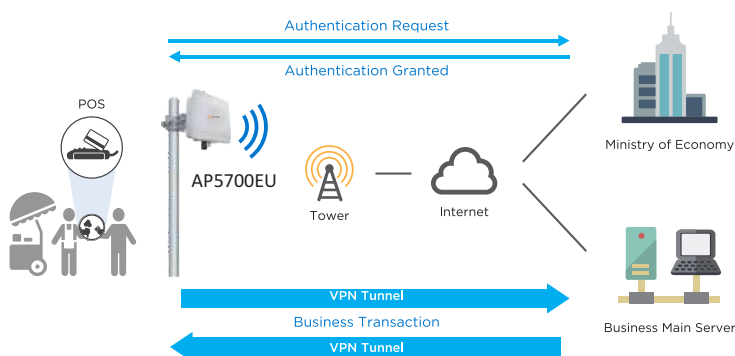 Authentication Request
Authentication Granted
POS
AP5700EU
Tower
Internet
Ministry of Economy
Business Main Server
VPN Tunnel
Business Transaction
VPN Tunnel